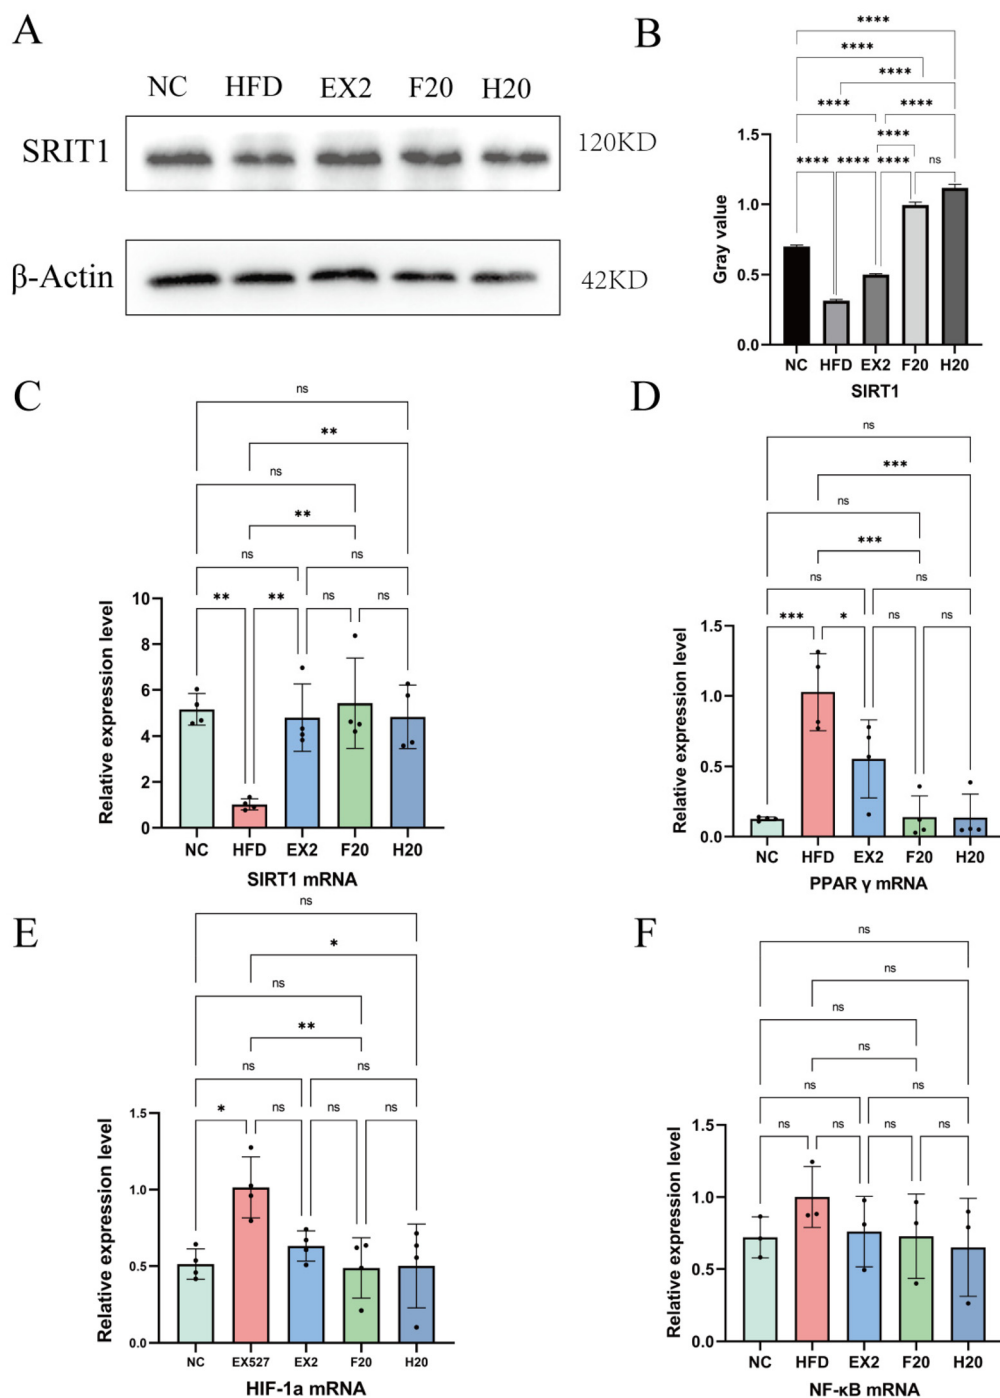 A
NC HFD EX2 F20 H20
SRIT1
120KD
β-Actin
42KD
B
****
****
****
**** ****
****
**** **** **** ns
Gray value
1.5
1.0
0.5
0.0
NC HFD EX2 F20 H20
SIRT1
C
ns
**
ns
**
ns ns
** ** ns ns
Relative expression level
10
8
6
4
2
0
NC HFD EX2 F20 H20
SIRT1 mRNA
D
ns
***
ns
***
ns ns
*** * ns ns
Relative expression level
1.5
1.0
0.5
0.0
NC HFD EX2 F20 H20
PPAR γ mRNA
E
ns
*
ns
**
ns ns
* ns ns ns
Relative expression level
1.5
1.0
0.5
0.0
NC EX527 EX2 F20 H20
HIF-1a mRNA
F
ns
ns
ns
ns
ns ns
ns ns ns ns
Relative expression level
1.5
1.0
0.5
0.0
NC HFD EX2 F20 H20
NF-κB mRNA